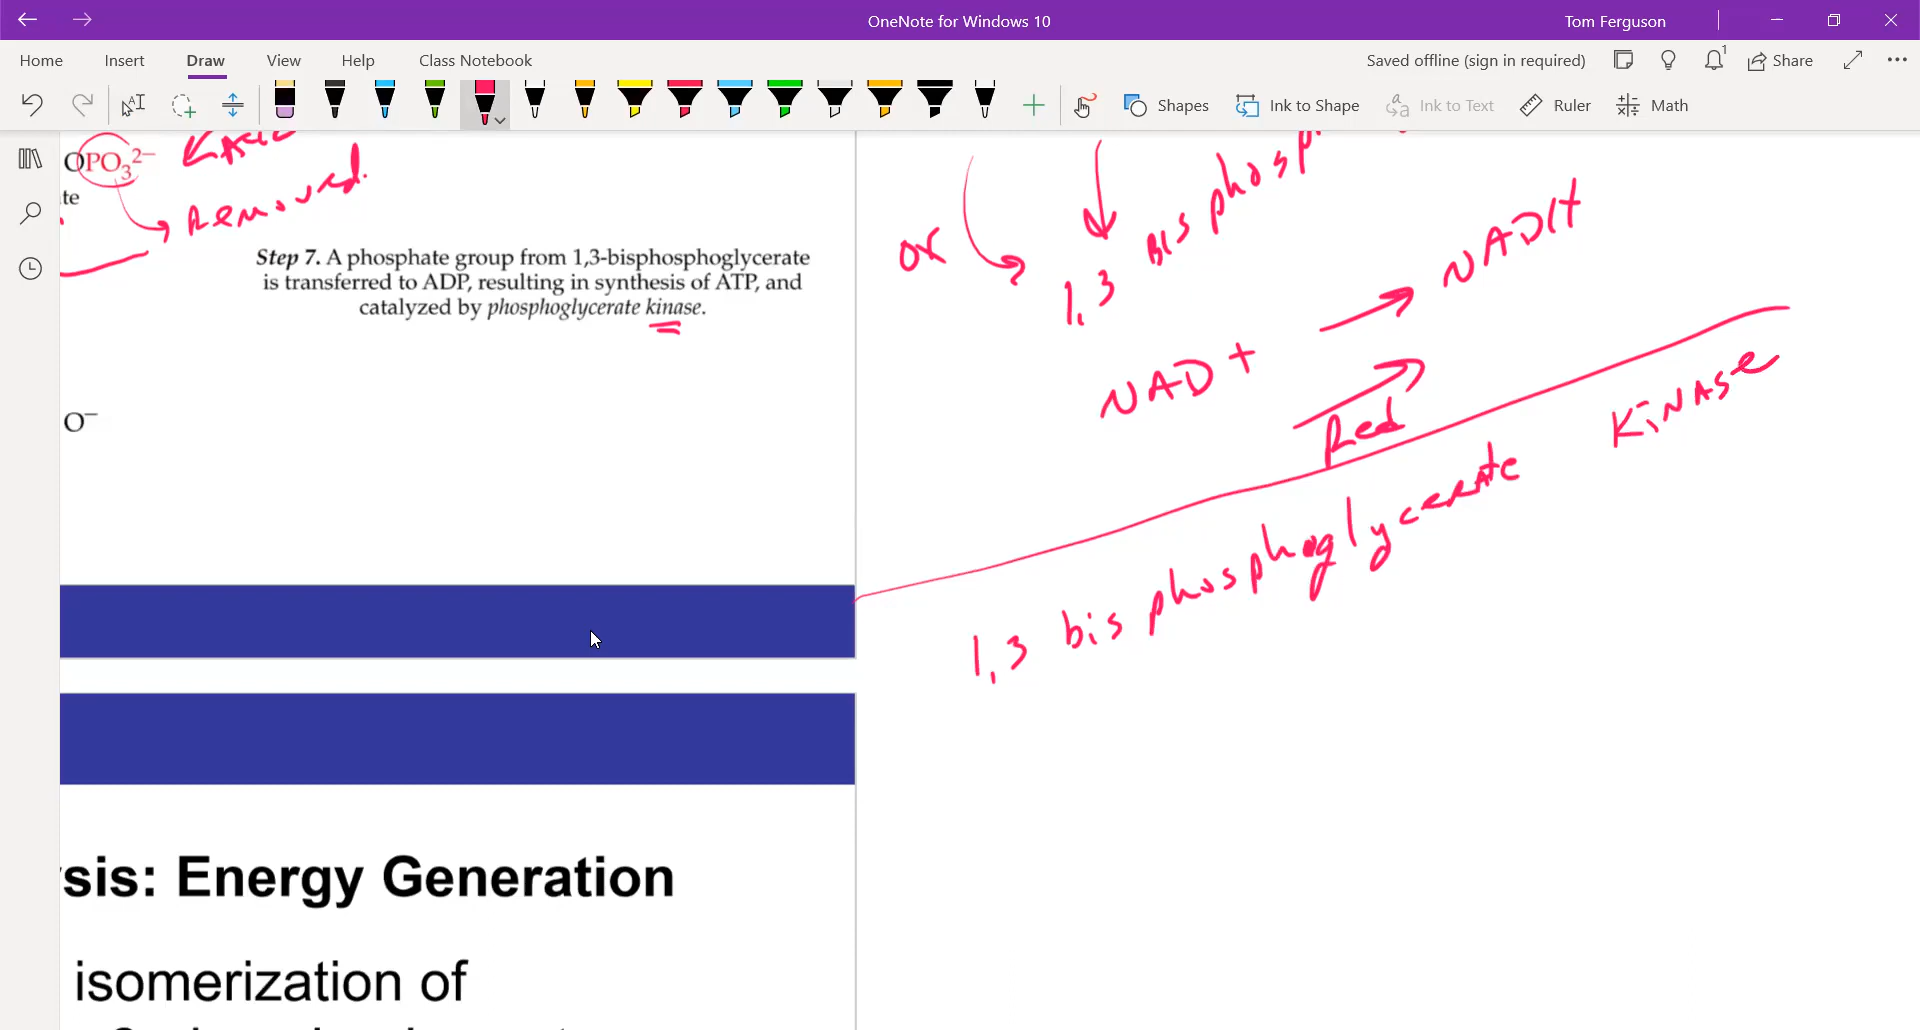 OneNote for Windows 10
Tom Ferguson
Home Insert Draw View Help Class Notebook
Saved offline (sign in required)
1
Share
Shapes
Ink to Shape
Ink to Text
Ruler
Math
OPO₃²⁻
te
Removed.
Step 7. A phosphate group from 1,3-bisphosphoglycerate
is transferred to ADP, resulting in synthesis of ATP, and
catalyzed by phosphoglycerate kinase.
O⁻
or
1,3 Bis phosp
NAD+
NADH
Red
Kinase
1,3 bis phosphoglycerate
sis: Energy Generation
isomerization of